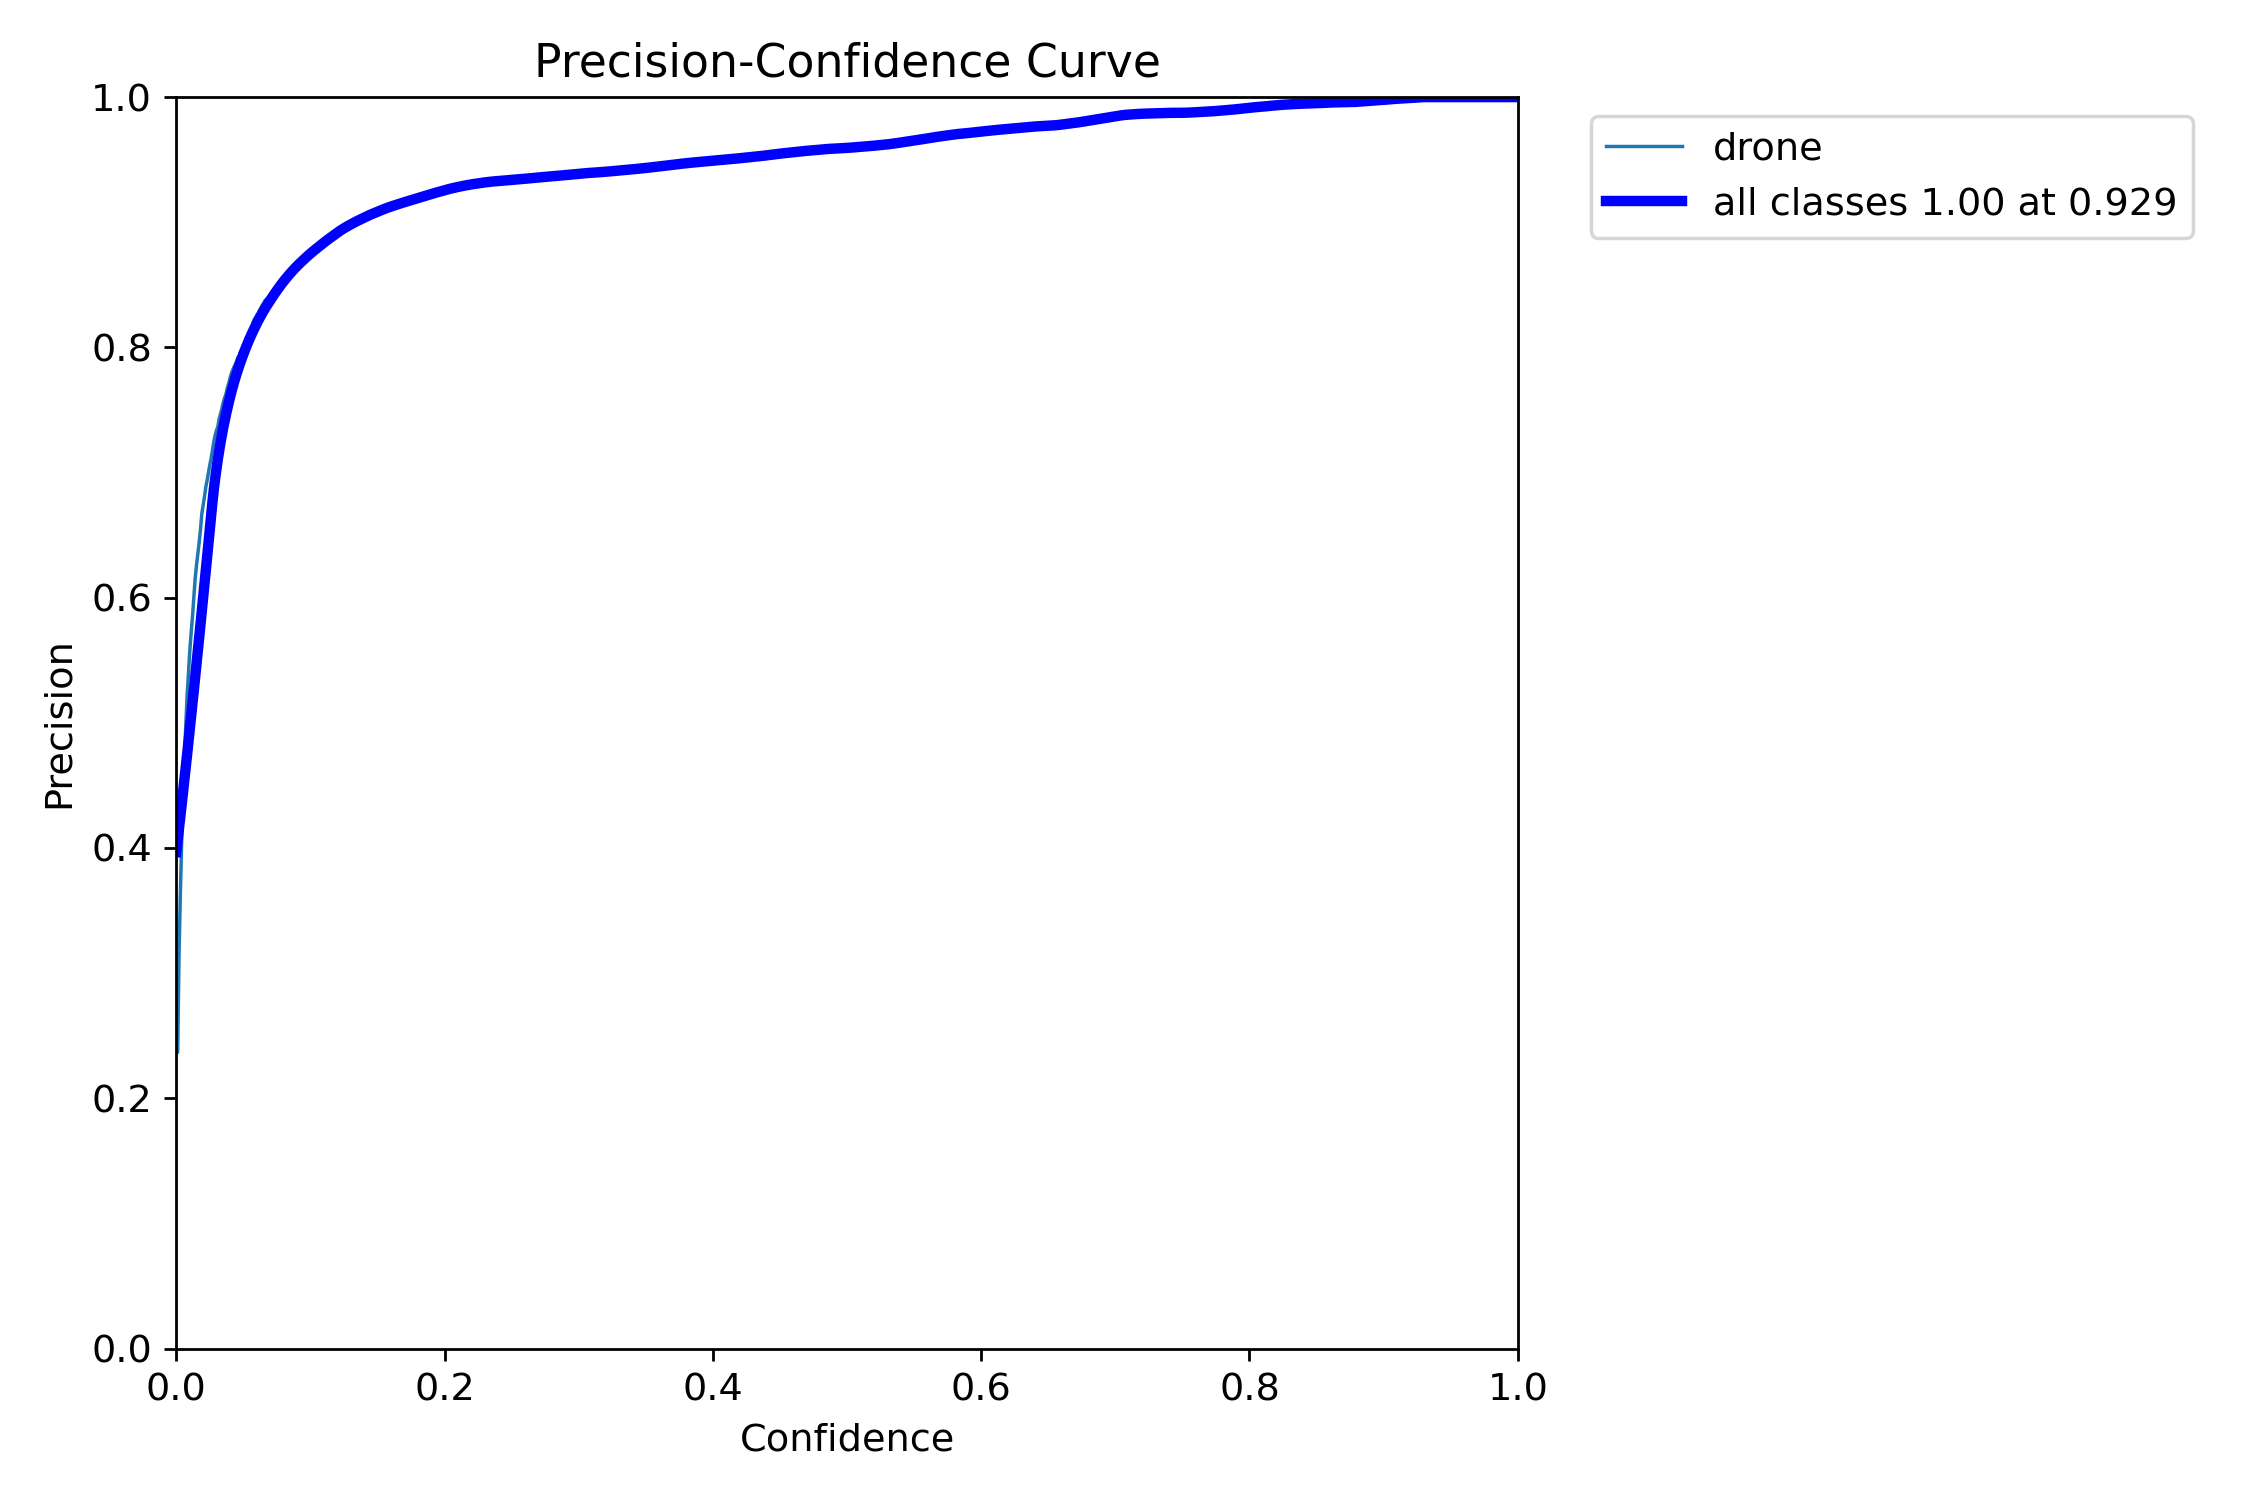 Precision-Confidence Curve
1.0
0.8
0.6
0.4
0.2
0.0
Precision
0.0 0.2 0.4 0.6 0.8 1.0
Confidence
drone
all classes 1.00 at 0.929